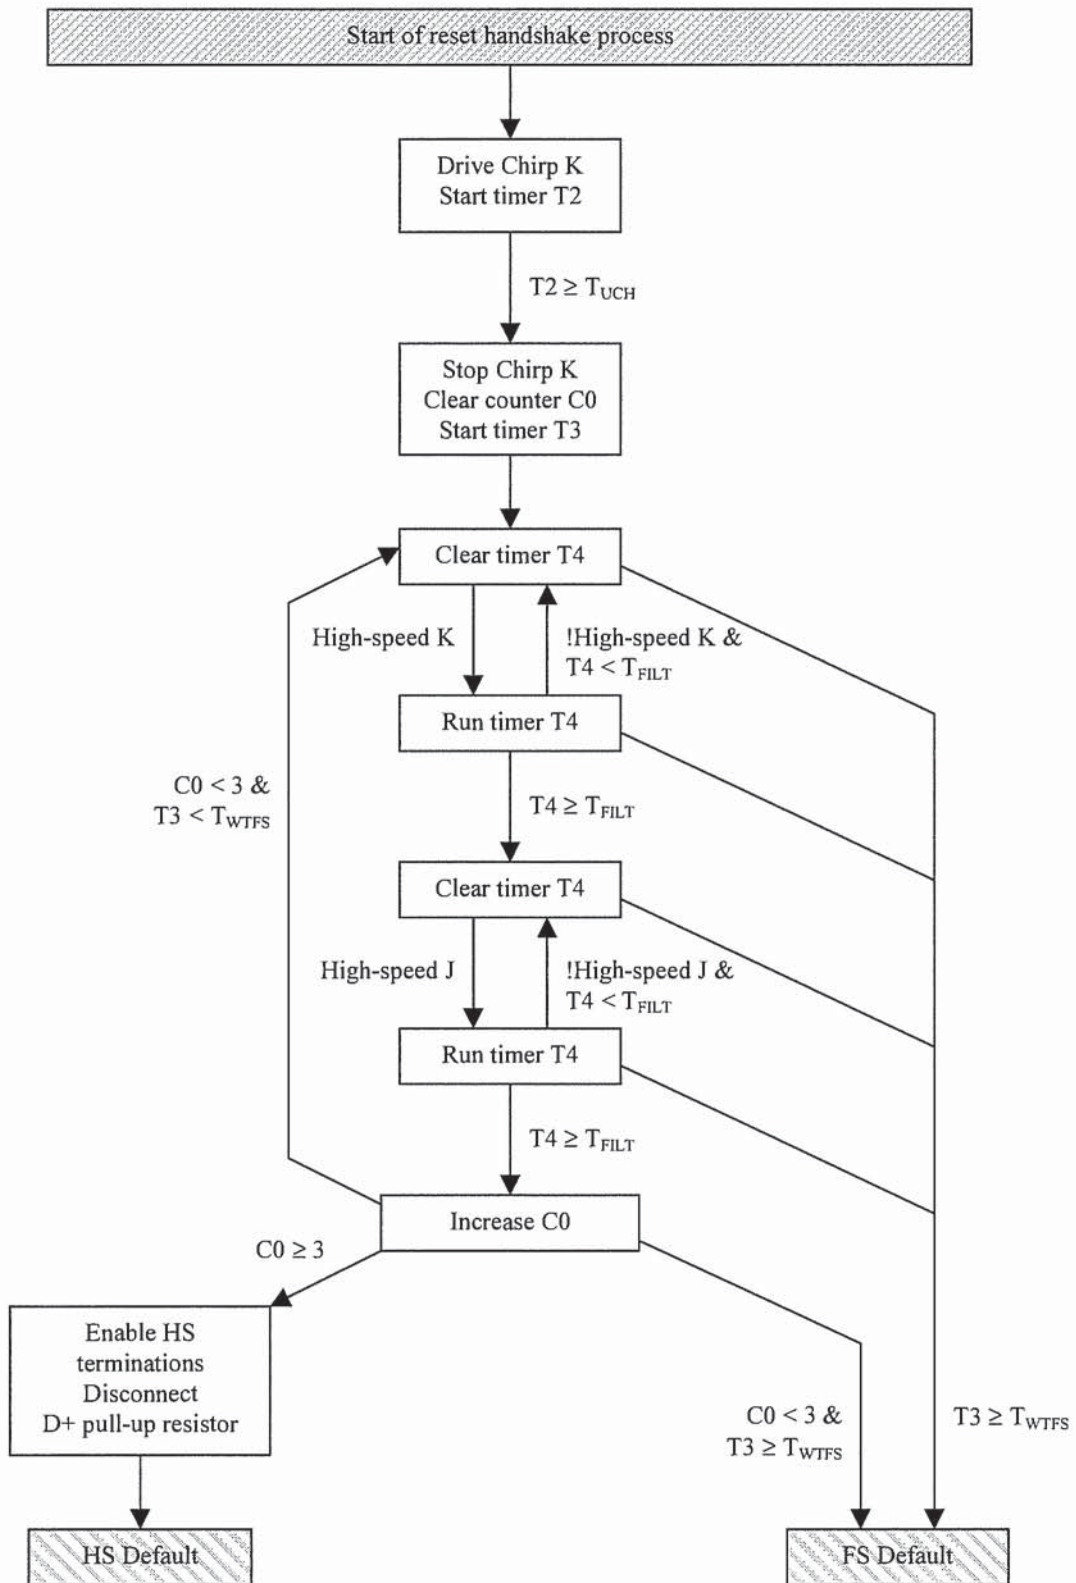 Start of reset handshake process
Drive Chirp K
Start timer T2
T2 ≥ TUCH
Stop Chirp K
Clear counter C0
Start timer T3
Clear timer T4
High-speed K
!High-speed K &
T4 < TFILT
Run timer T4
C0 < 3 &
T3 < TWTFS
T4 ≥ TFILT
Clear timer T4
High-speed J
!High-speed J &
T4 < TFILT
Run timer T4
T4 ≥ TFILT
Increase C0
C0 ≥ 3
Enable HS
terminations
Disconnect
D+ pull-up resistor
C0 < 3 &
T3 ≥ TWTFS
T3 ≥ TWTFS
HS Default
FS Default